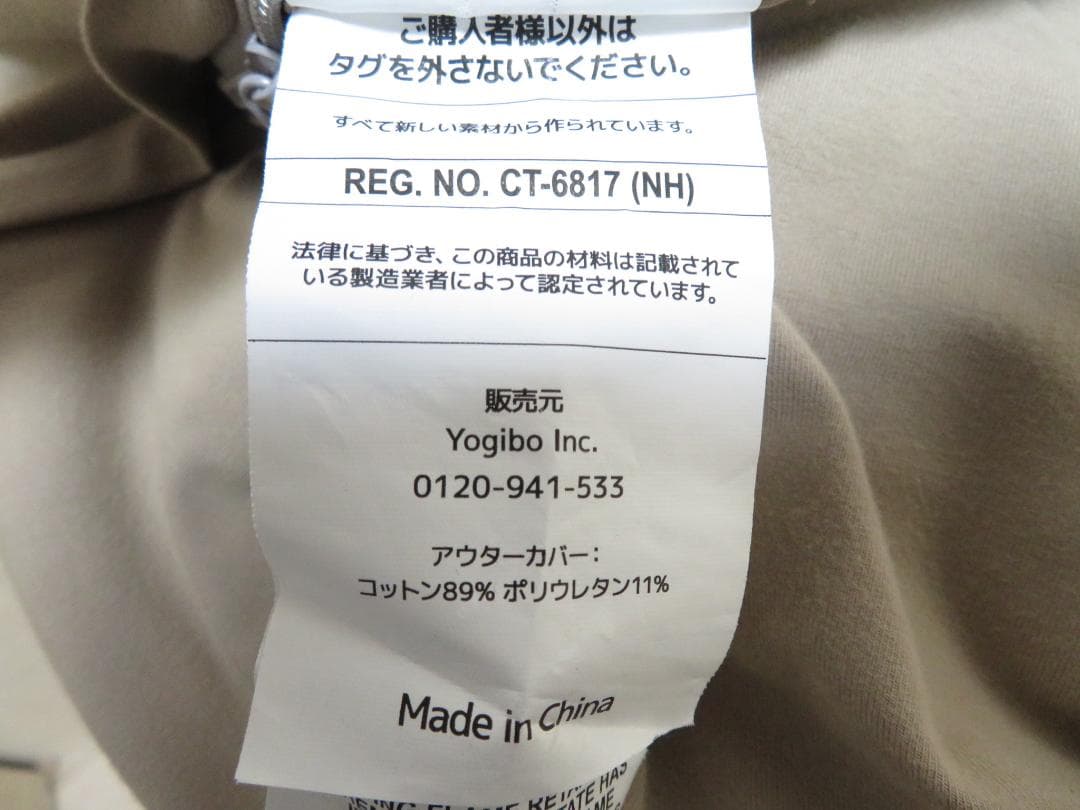 ご購入者様以外は
タグを外さないでください。
すべて新しい素材から作られています。
REG. NO. CT-6817 (NH)
法律に基づき、この商品の材料は記載されて
いる製造業者によって認定されています。
販売元
Yogibo Inc.
0120-941-533
アウターカバー:
コットン89% ポリウレタン11%
Made in China
FLAME HAS